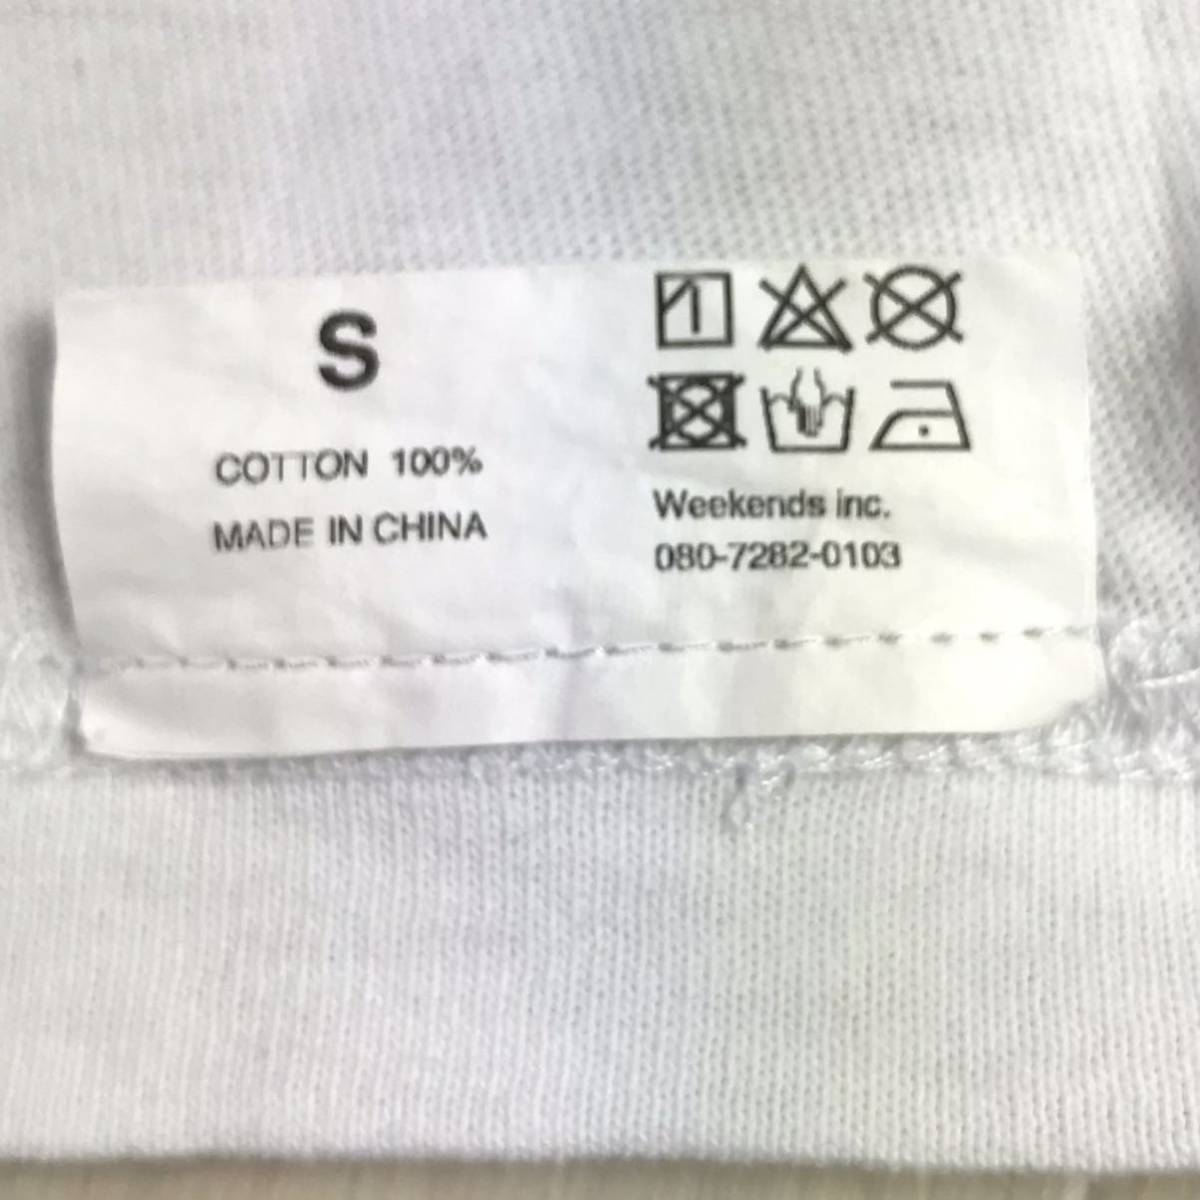 S
COTTON 100%
MADE IN CHINA
Weekends inc.
080-7282-0103